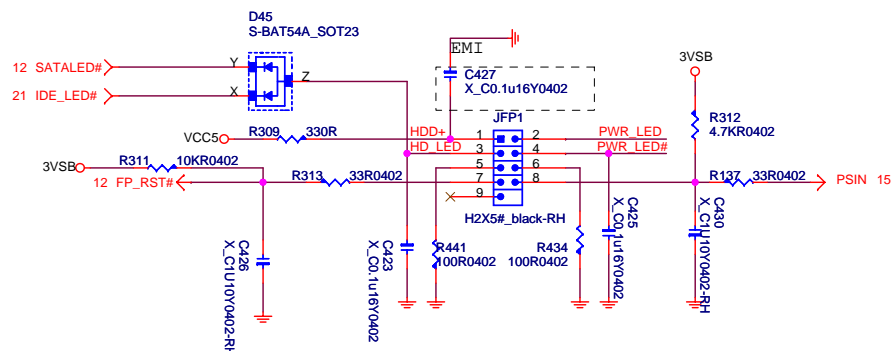 D45
S-BAT54A_SOT23
12 SATALED#
Y
Z
21 IDE_LED#
X
EMI
C427
X_C0.1u16Y0402
3VSB
R312
4.7KR0402
JFP1
VCC5
R309
330R
HDD+
1
2
PWR_LED
HD_LED
3
4
PWR_LED#
3VSB
R311
10KR0402
5
6
12 FP_RST#
R313
33R0402
7
8
R137
33R0402
PSIN 15
9
H2X5#_black-RH
C426
X_C1U10Y0402-RH
C423
X_C0.1u16Y0402
R441
100R0402
R434
100R0402
C425
X_C0.1u16Y0402
C430
X_C1U10Y0402-RH